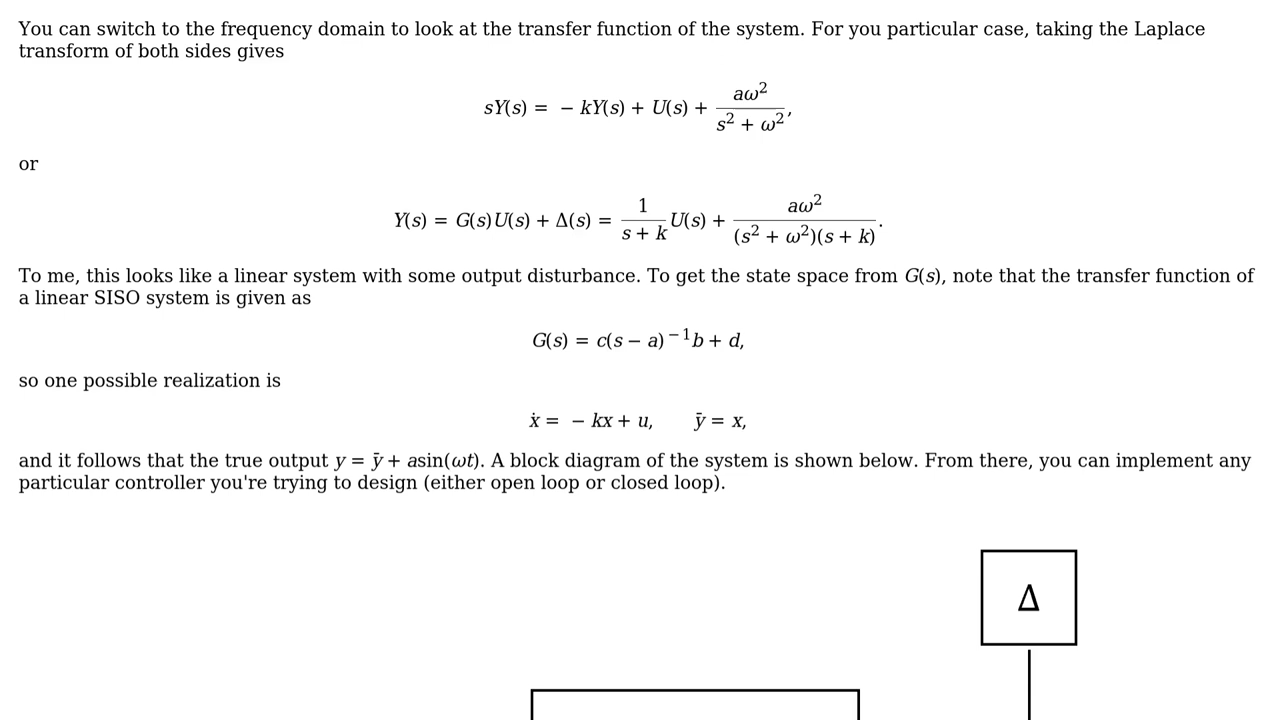 You can switch to the frequency domain to look at the transfer function of the system. For you particular case, taking the Laplace
transform of both sides gives
sY(s) = − kY(s) + U(s) + aω²/(s² + ω²),
or
Y(s) = G(s)U(s) + Δ(s) = 1/(s + k) U(s) + aω²/((s² + ω²)(s + k)).
To me, this looks like a linear system with some output disturbance. To get the state space from G(s), note that the transfer function of
a linear SISO system is given as
G(s) = c(s − a)⁻¹b + d,
so one possible realization is
ẋ = − kx + u, ȳ = x,
and it follows that the true output y = ȳ + asin(ωt). A block diagram of the system is shown below. From there, you can implement any
particular controller you're trying to design (either open loop or closed loop).
Δ